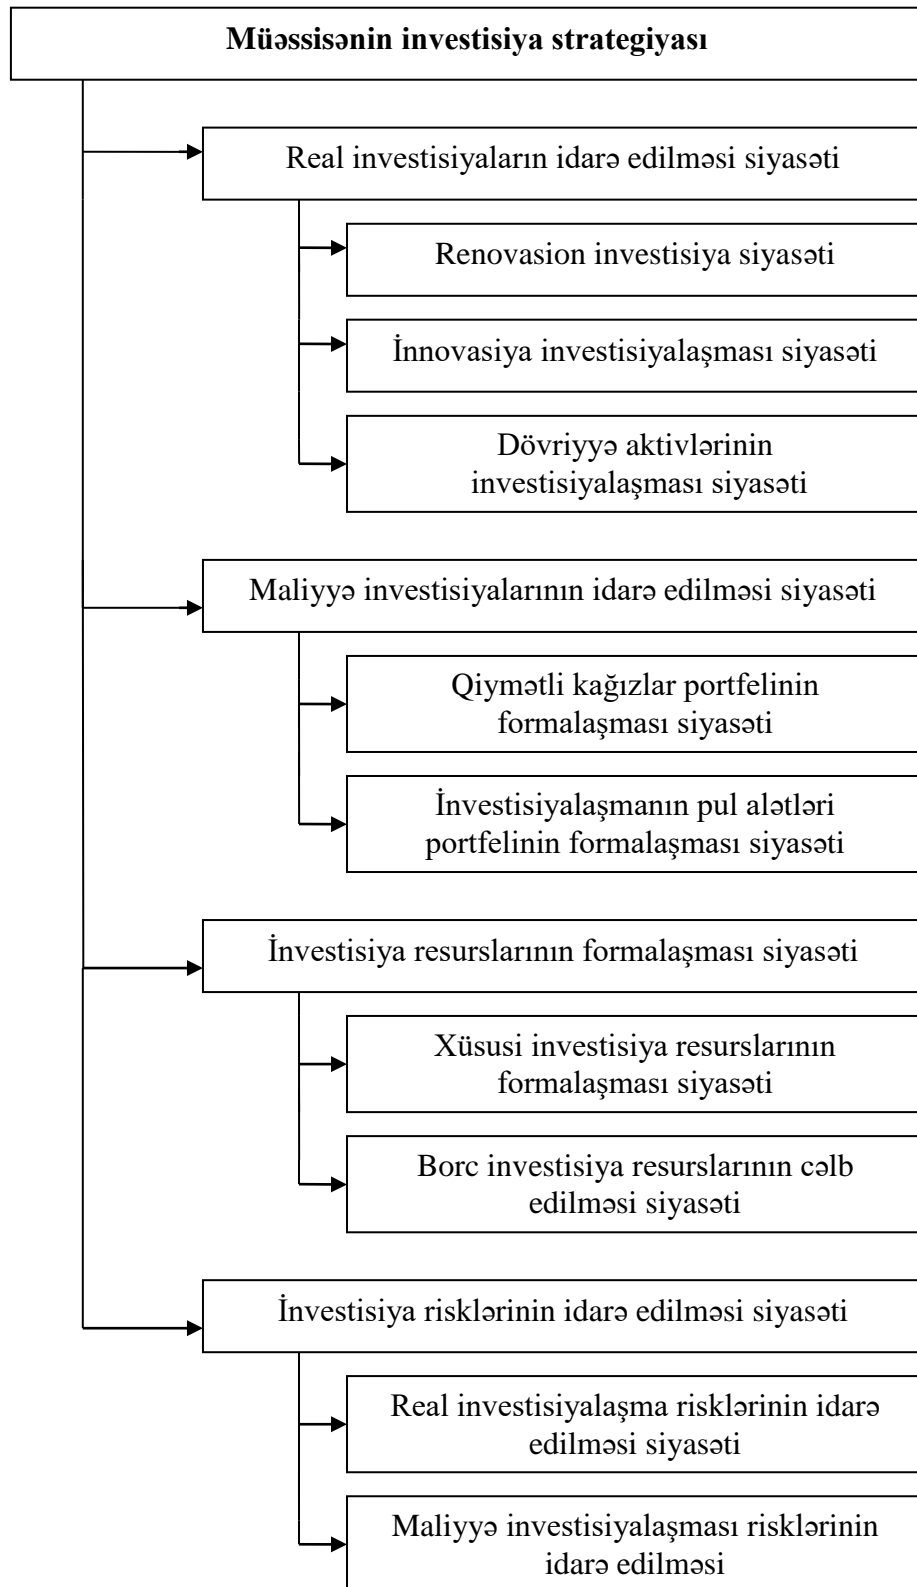 Müəssisənin investisiya strategiyası
Real investisiyaların idarə edilməsi siyasəti
Renovasion investisiya siyasəti
İnnovasiya investisiyalaşması siyasəti
Dövriyyə aktivlərinin
investisiyalaşması siyasəti
Maliyyə investisiyalarının idarə edilməsi siyasəti
Qiymətli kağızlar portfelinin
formalaşması siyasəti
İnvestisiyalaşmanın pul alətləri
portfelinin formalaşması siyasəti
İnvestisiya resurslarının formalaşması siyasəti
Xüsusi investisiya resurslarının
formalaşması siyasəti
Borc investisiya resurslarının cəlb
edilməsi siyasəti
İnvestisiya risklərinin idarə edilməsi siyasəti
Real investisiyalaşma risklərinin idarə
edilməsi siyasəti
Maliyyə investisiyalaşması risklərinin
idarə edilməsi